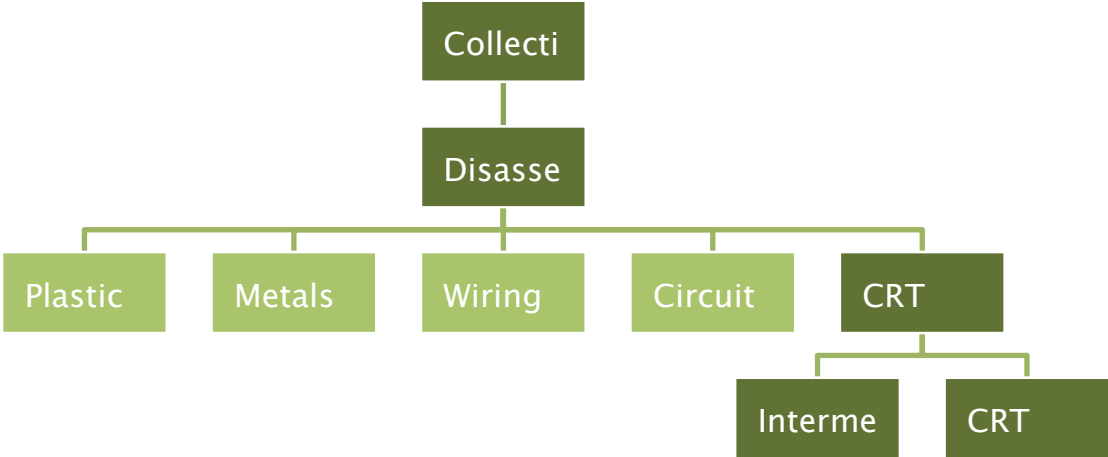 Collecti
Disasse
Plastic
Metals
Wiring
Circuit
CRT
Interme
CRT